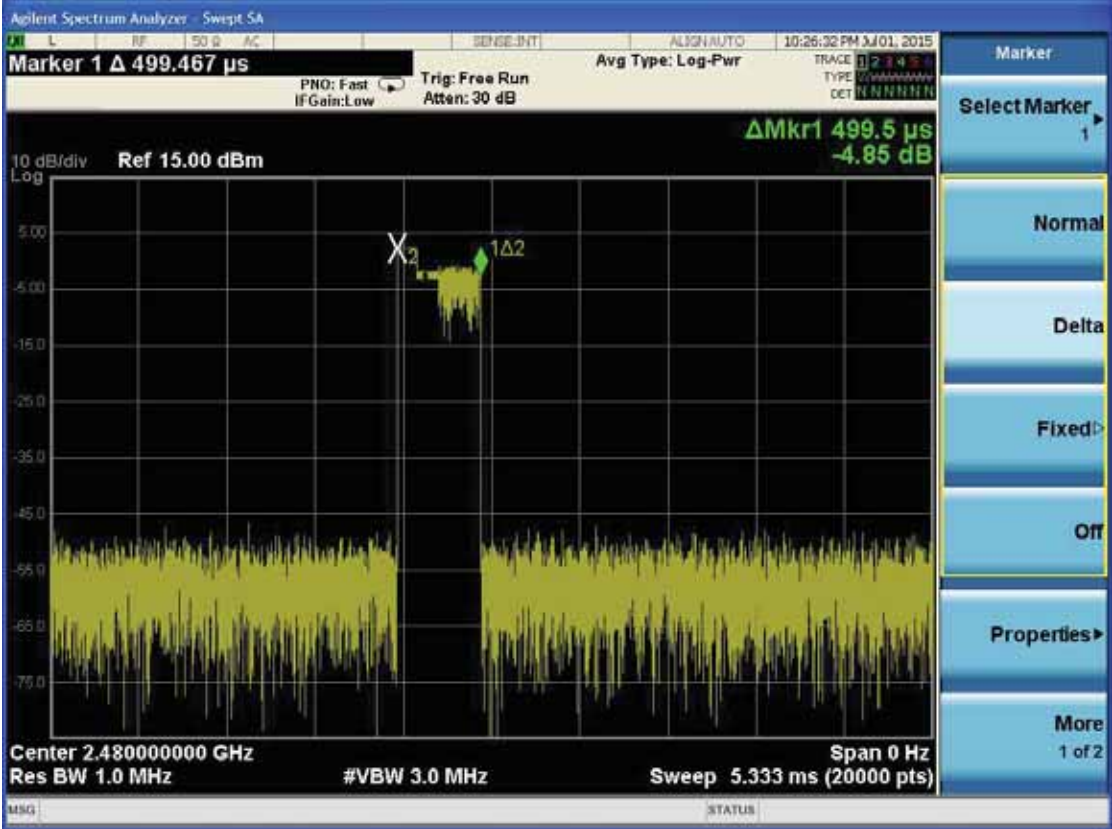 Agilent Spectrum Analyzer - Swept SA
L RF 50 Ω AC SENSE:INT ALIGN AUTO 10:26:32 PM Jul 01, 2015
Marker 1 Δ 499.467 µs
PNO: Fast
IFGain:Low
Trig: Free Run
Atten: 30 dB
Avg Type: Log-Pwr
TRACE 1 2 3 4 5 6
TYPE
DET N N N N N N
ΔMkr1 499.5 µs
-4.85 dB
10 dB/div Ref 15.00 dBm
Log
5.00
-5.00
-15.0
-25.0
-35.0
-45.0
-55.0
-65.0
-75.0
X2
1Δ2
Center 2.480000000 GHz Span 0 Hz
Res BW 1.0 MHz #VBW 3.0 MHz Sweep 5.333 ms (20000 pts)
MSG STATUS
Marker
Select Marker
1
Normal
Delta
Fixed
Off
Properties
More
1 of 2